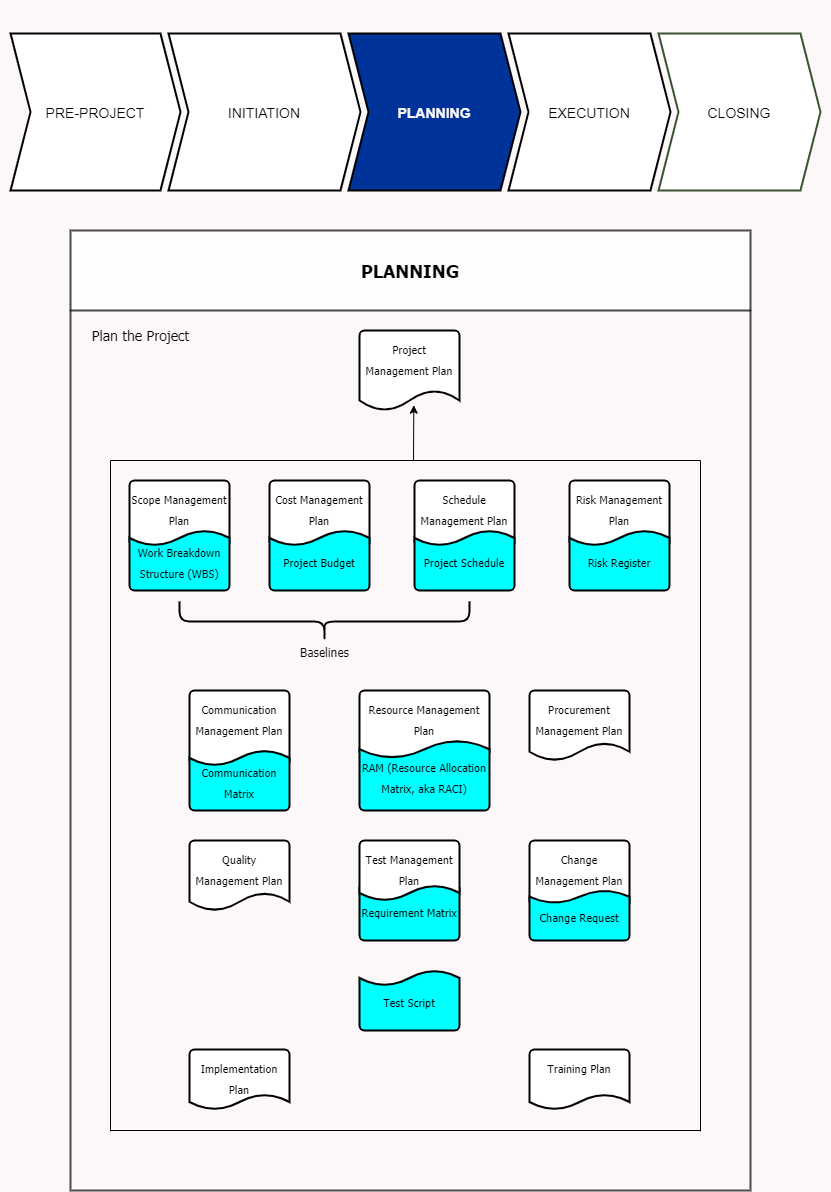 PRE-PROJECT
INITIATION
PLANNING
EXECUTION
CLOSING
PLANNING
Plan the Project
Project
Management Plan
Scope Management
Plan
Work Breakdown
Structure (WBS)
Cost Management
Plan
Project Budget
Schedule
Management Plan
Project Schedule
Risk Management
Plan
Risk Register
Baselines
Communication
Management Plan
Communication
Matrix
Resource Management
Plan
RAM (Resource Allocation
Matrix, aka RACI)
Procurement
Management Plan
Quality
Management Plan
Test Management
Plan
Requirement Matrix
Change
Management Plan
Change Request
Test Script
Implementation
Plan
Training Plan